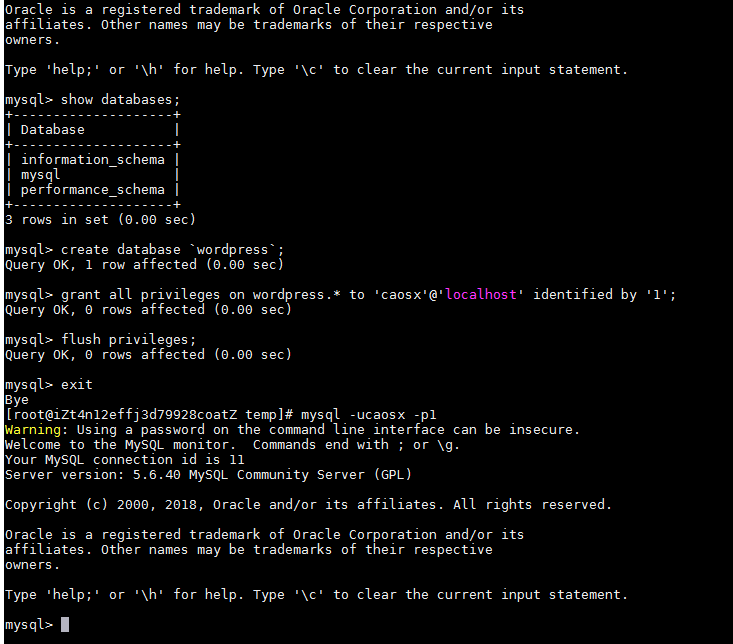 Oracle is a registered trademark of Oracle Corporation and/or its
affiliates. Other names may be trademarks of their respective
owners.
Type 'help;' or '\h' for help. Type '\c' to clear the current input statement.
mysql> show databases;
+--------------------+
| Database           |
+--------------------+
| information_schema |
| mysql              |
| performance_schema |
+--------------------+
3 rows in set (0.00 sec)
mysql> create database `wordpress`;
Query OK, 1 row affected (0.00 sec)
mysql> grant all privileges on wordpress.* to 'caosx'@'localhost' identified by '1';
Query OK, 0 rows affected (0.00 sec)
mysql> flush privileges;
Query OK, 0 rows affected (0.00 sec)
mysql> exit
Bye
[root@iZt4n12effj3d79928coatZ temp]# mysql -ucaosx -p1
Warning: Using a password on the command line interface can be insecure.
Welcome to the MySQL monitor.  Commands end with ; or \g.
Your MySQL connection id is 11
Server version: 5.6.40 MySQL Community Server (GPL)
Copyright (c) 2000, 2018, Oracle and/or its affiliates. All rights reserved.
Oracle is a registered trademark of Oracle Corporation and/or its
affiliates. Other names may be trademarks of their respective
owners.
Type 'help;' or '\h' for help. Type '\c' to clear the current input statement.
mysql>